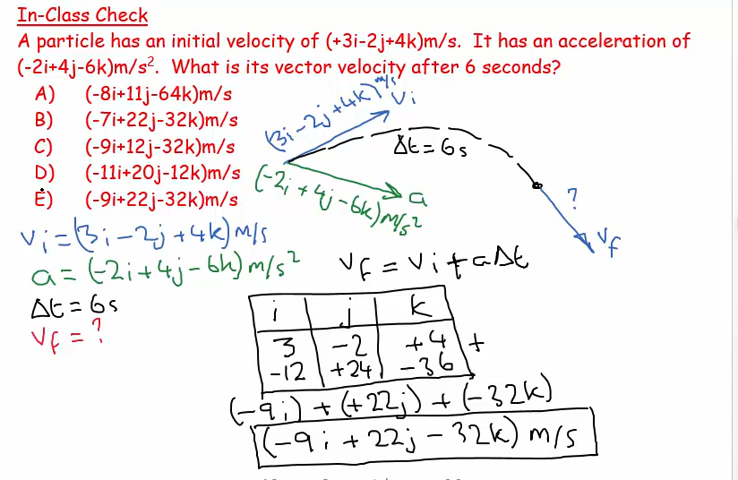 In-Class Check
A particle has an initial velocity of (+3i-2j+4k)m/s. It has an acceleration of
(-2i+4j-6k)m/s². What is its vector velocity after 6 seconds?
A) (-8i+11j-64k)m/s
B) (-7i+22j-32k)m/s
C) (-9i+12j-32k)m/s
D) (-11i+20j-12k)m/s
E) (-9i+22j-32k)m/s
(3i-2j+4k)m/s
Vi
Δt=6s
(-2i+4j-6k)m/s²
a
?
Vf
Vi=(3i-2j+4k)m/s
a=(-2i+4j-6k)m/s²
Δt=6s
Vf=?
Vf=Vi+aΔt
i j k
3 -2 +4 +
-12 +24 -36
(-9i)+(+22j)+(-32k)
(-9i+22j-32k) m/s